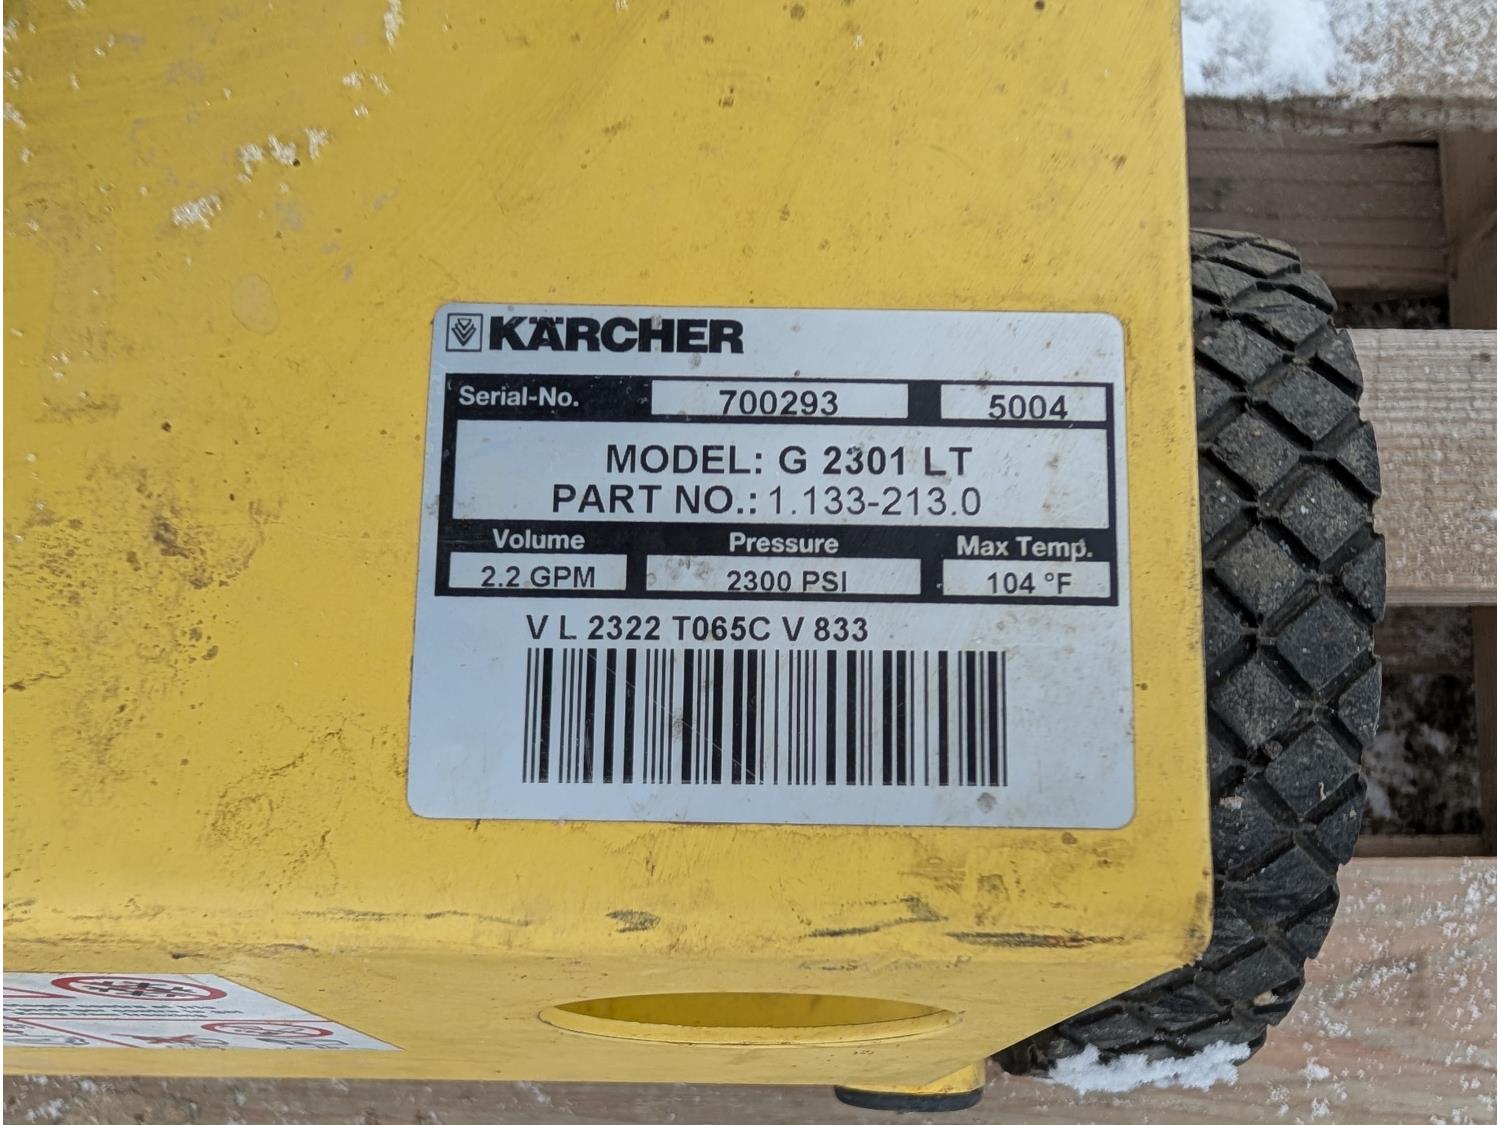 KÄRCHER
Serial-No. 700293 5004
MODEL: G 2301 LT
PART NO.: 1.133-213.0
Volume Pressure Max Temp.
2.2 GPM 2300 PSI 104 °F
V L 2322 T065C V 833